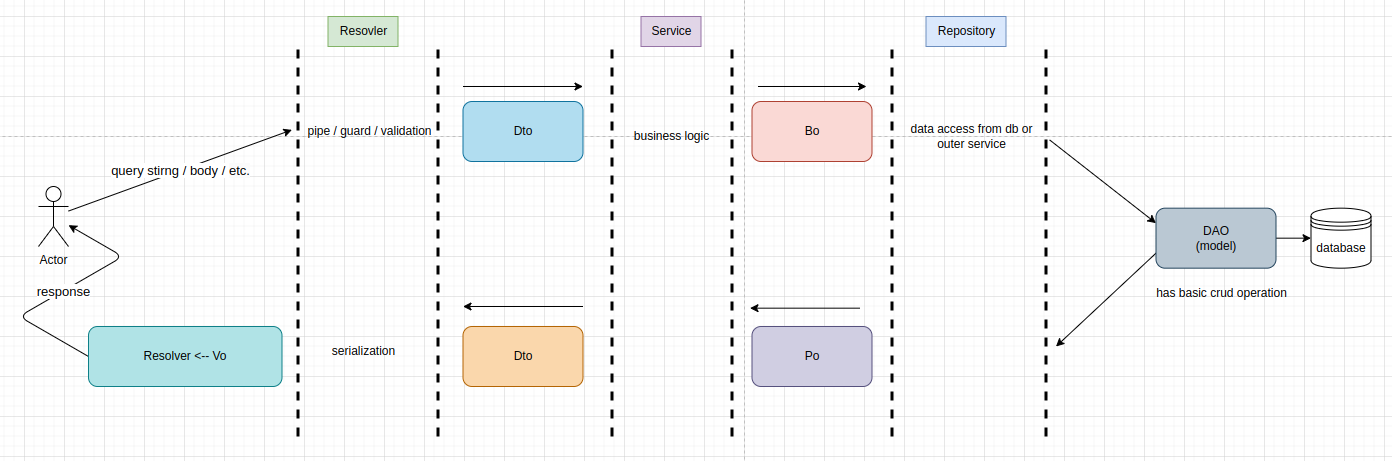 Resovler
Service
Repository
pipe / guard / validation
Dto
business logic
Bo
data access from db or
outer service
query stirng / body / etc.
Actor
DAO
(model)
database
has basic crud operation
response
Resolver <-- Vo
serialization
Dto
Po